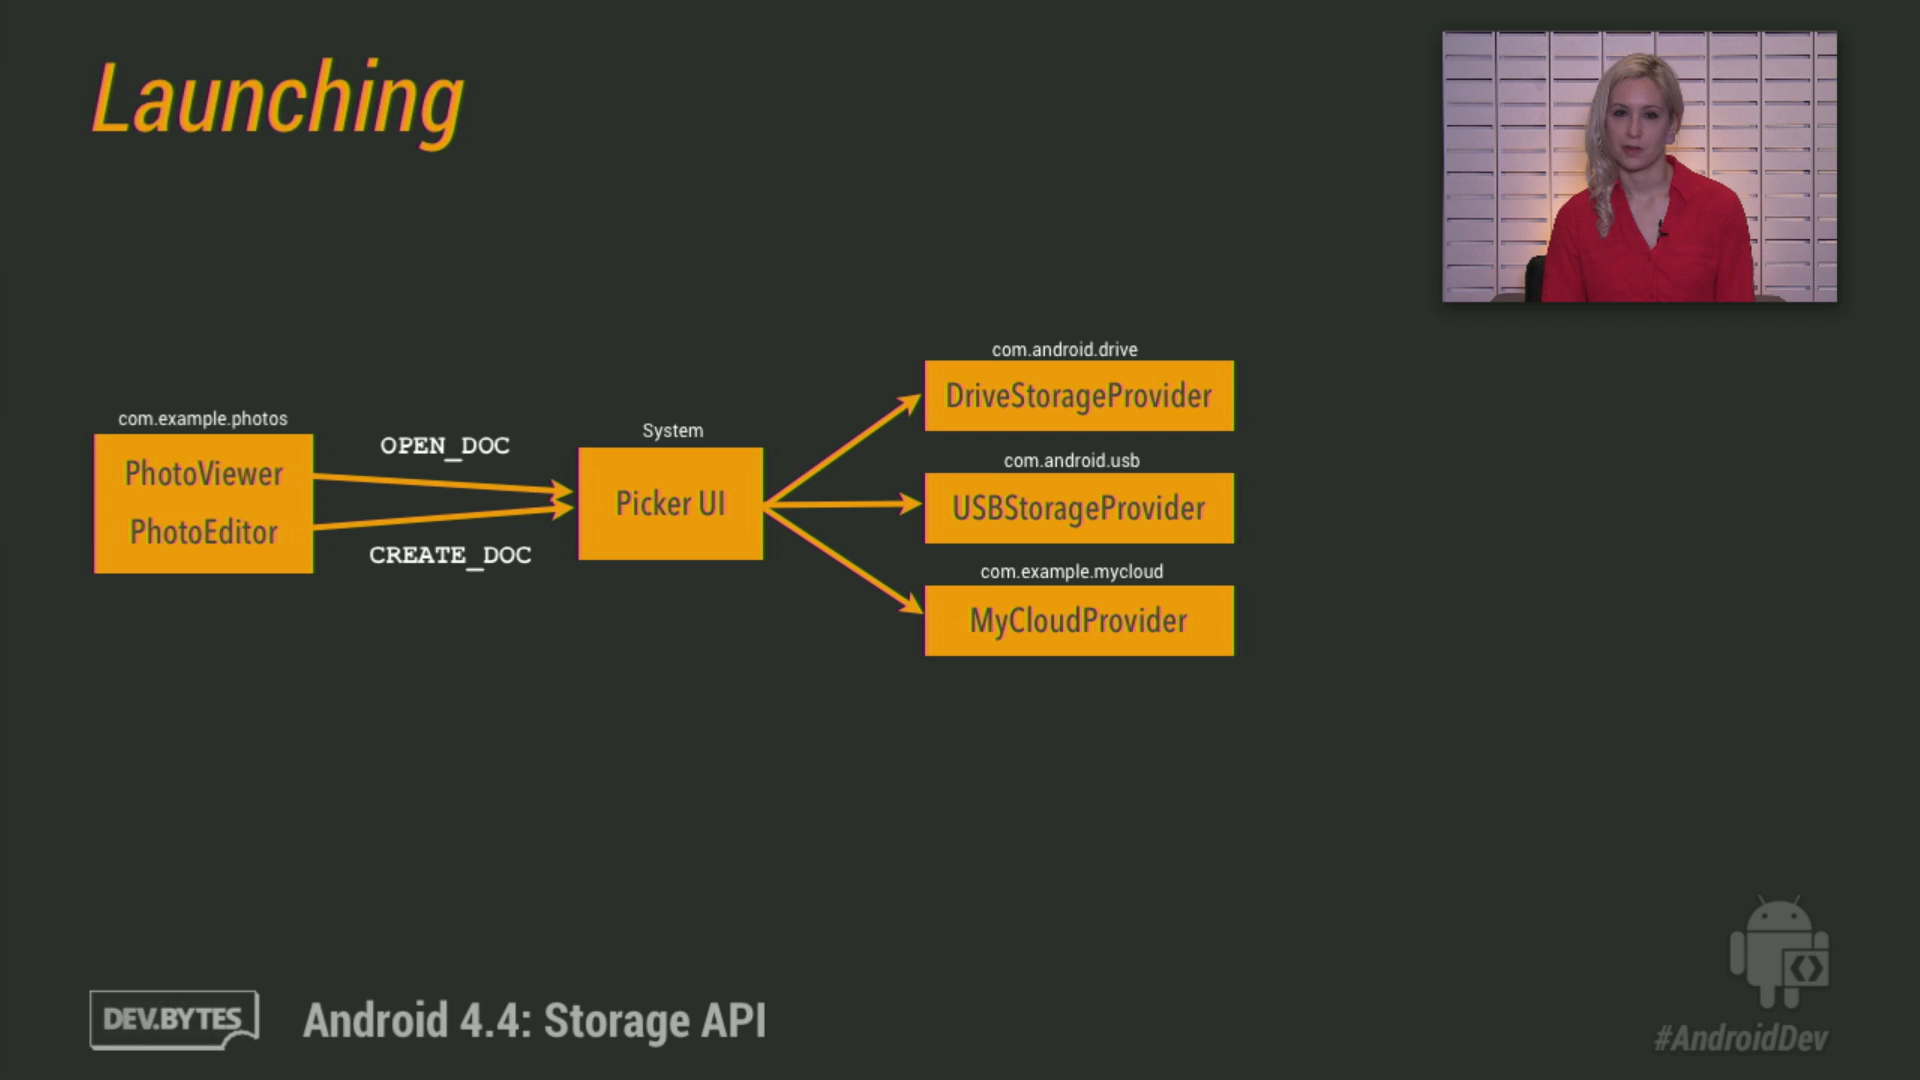 Launching
com.example.photos
PhotoViewer
PhotoEditor
OPEN_DOC
CREATE_DOC
System
Picker UI
com.android.drive
DriveStorageProvider
com.android.usb
USBStorageProvider
com.example.mycloud
MyCloudProvider
DEV.BYTES
Android 4.4: Storage API
#AndroidDev